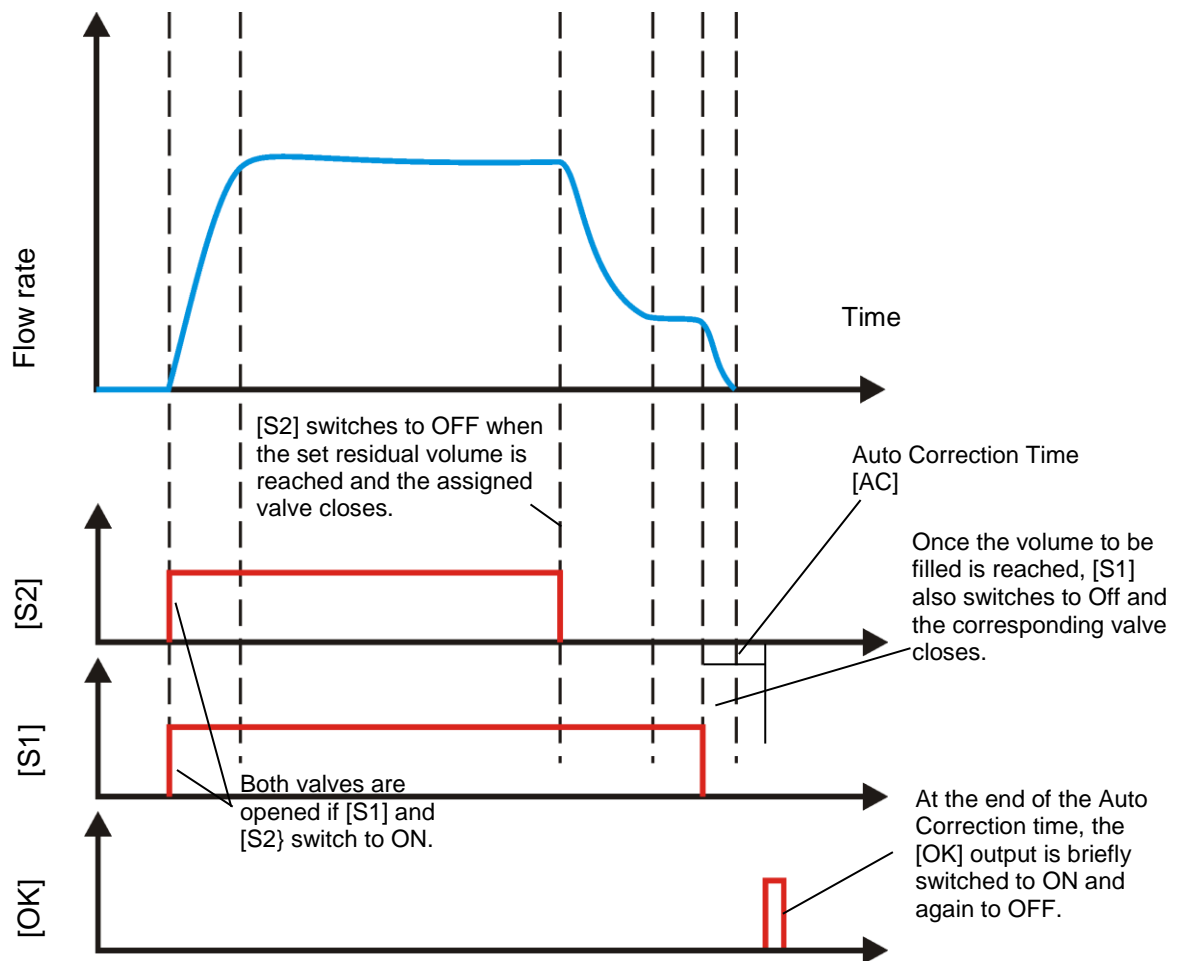 Flow rate
Time
[S2] switches to OFF when
the set residual volume is
reached and the assigned
valve closes.
Auto Correction Time
[AC]
Once the volume to be
filled is reached, [S1]
also switches to Off and
the corresponding valve
closes.
[S2]
[S1]
Both valves are
opened if [S1] and
[S2} switch to ON.
At the end of the Auto
Correction time, the
[OK] output is briefly
switched to ON and
again to OFF.
[OK]